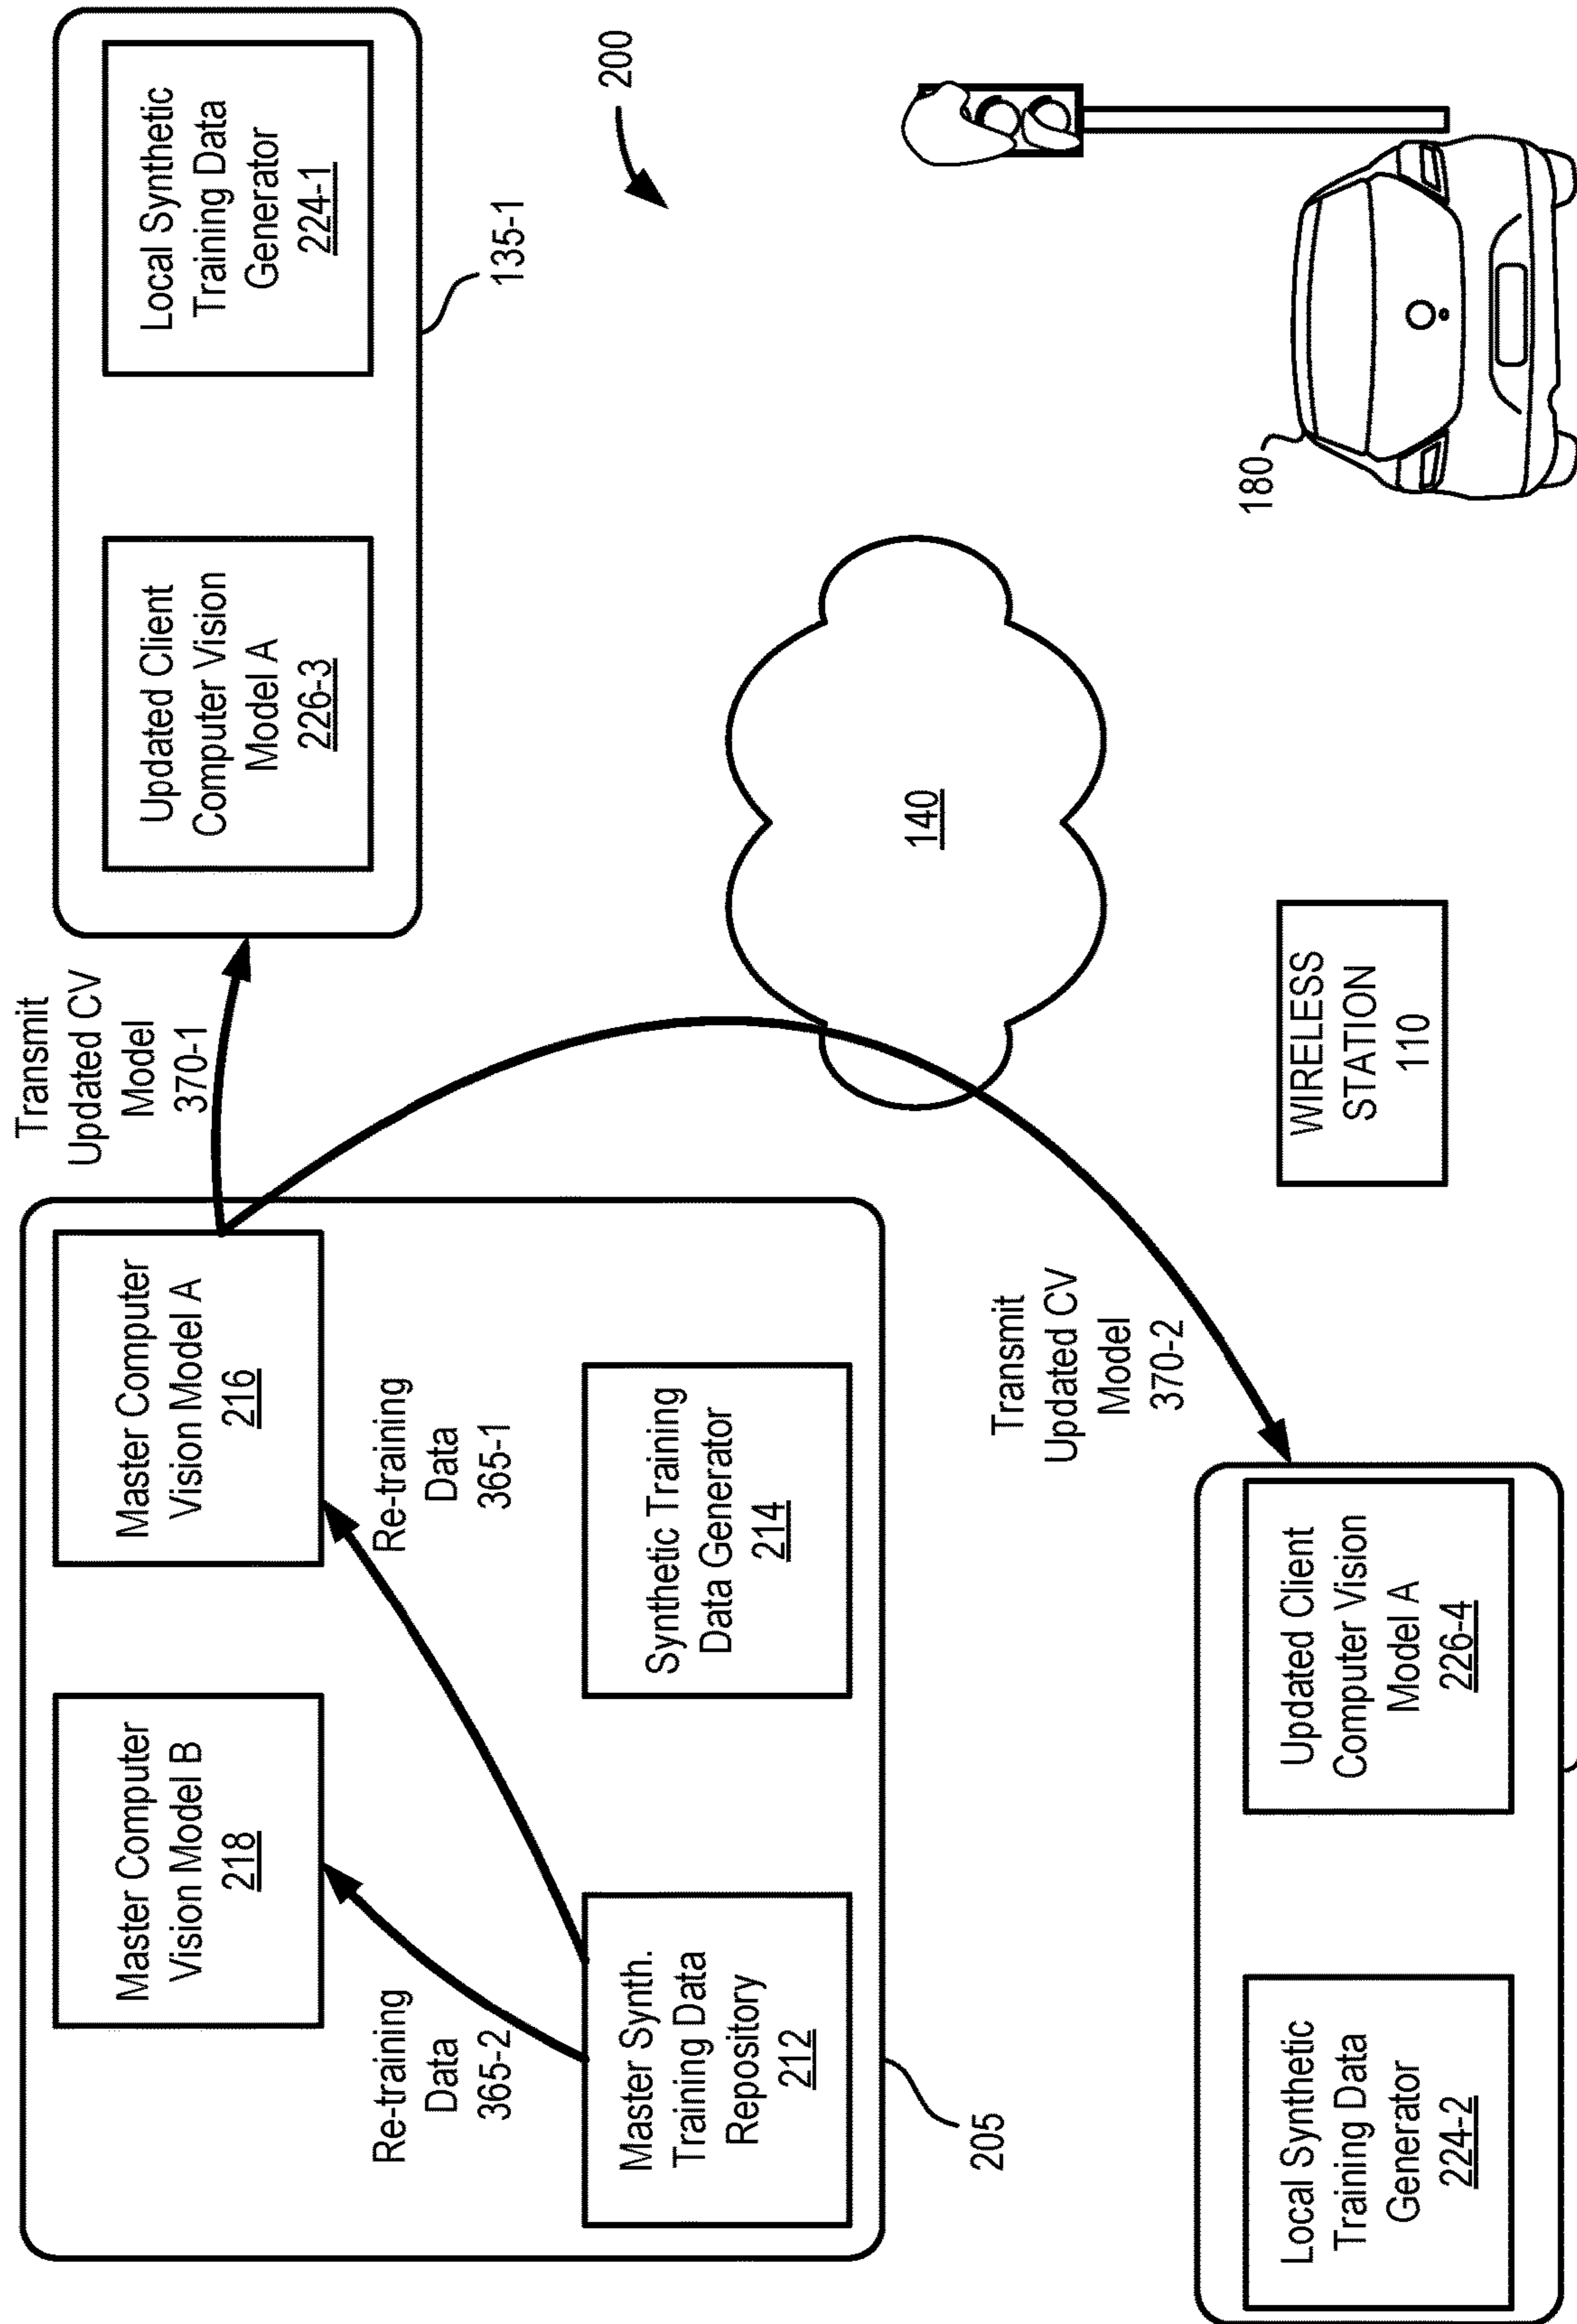 Master Computer
Vision Model B
218
Master Computer
Vision Model A
216
Transmit
Updated CV
Model
370-1
Updated Client
Computer Vision
Model A
226-3
Local Synthetic
Training Data
Generator
224-1
135-1
Re-training
Data
365-2
Re-training
Data
365-1
200
Master Synth.
Training Data
Repository
212
Synthetic Training
Data Generator
214
205
140
Transmit
Updated CV
Model
370-2
180
Local Synthetic
Training Data
Generator
224-2
Updated Client
Computer Vision
Model A
226-4
WIRELESS
STATION
110